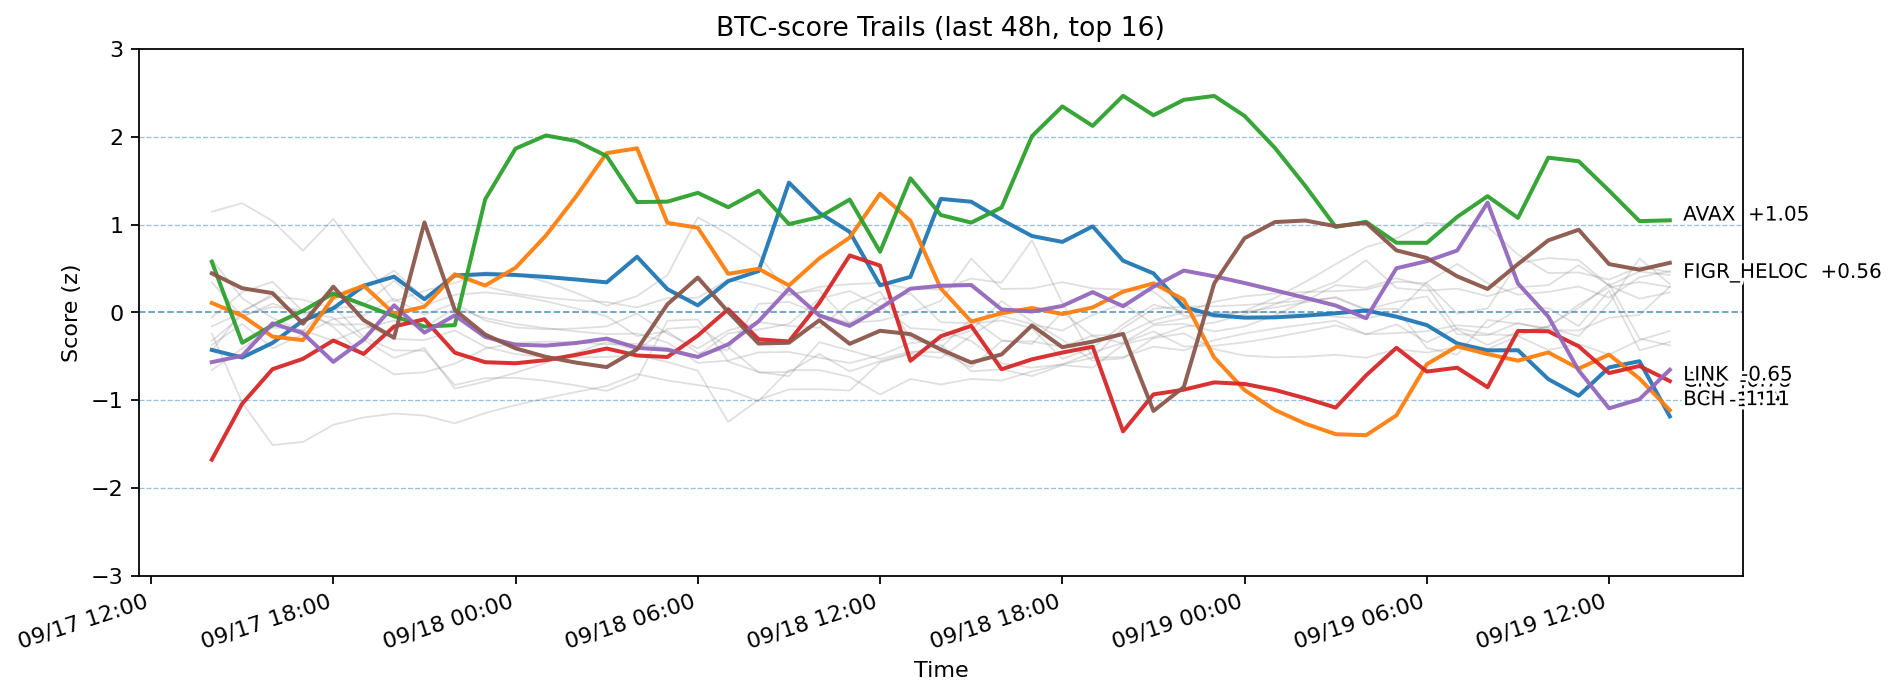 BTC-score Trails (last 48h, top 16)
Score (z)
3
2
1
0
−1
−2
−3
AVAX +1.05
FIGR_HELOC +0.56
LINK -0.65
BCH -1.11
09/17 12:00
09/17 18:00
09/18 00:00
09/18 06:00
09/18 12:00
09/18 18:00
09/19 00:00
09/19 06:00
09/19 12:00
Time